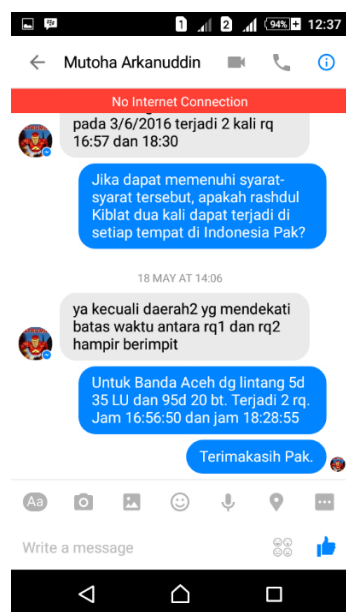 1 2 94% 12:37
Mutoha Arkanuddin
No Internet Connection
pada 3/6/2016 terjadi 2 kali rq
16:57 dan 18:30
Jika dapat memenuhi syarat-
syarat tersebut, apakah rashdul
Kiblat dua kali dapat terjadi di
setiap tempat di Indonesia Pak?
18 MAY AT 14:06
ya kecuali daerah2 yg mendekati
batas waktu antara rq1 dan rq2
hampir berimpit
Untuk Banda Aceh dg lintang 5d
35 LU dan 95d 20 bt. Terjadi 2 rq.
Jam 16:56:50 dan jam 18:28:55
Terimakasih Pak.
Aa
Write a message